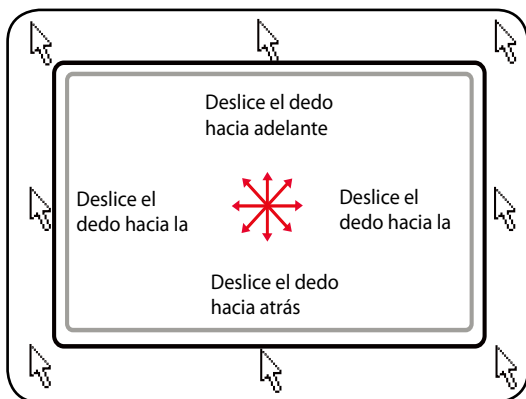 Deslice el dedo
hacia adelante
Deslice el
dedo hacia la
Deslice el
dedo hacia la
Deslice el dedo
hacia atrás